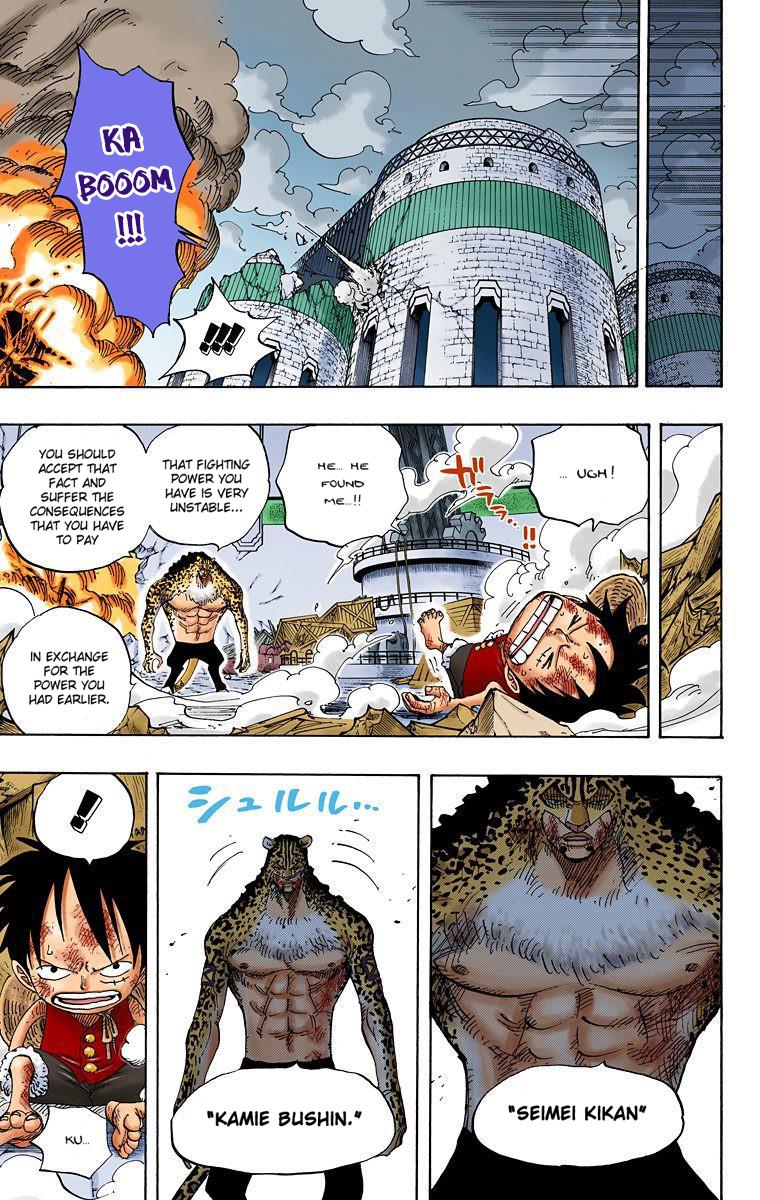 KA
BOOOM
!!!
!!!
... UGH!
HE... HE
FOUND
ME...!!
ガララ...!!
THAT FIGHTING
POWER YOU
HAVE IS VERY
UNSTABLE...
YOU SHOULD
ACCEPT THAT
FACT AND
SUFFER THE
CONSEQUENCES
THAT YOU HAVE
TO PAY
IN EXCHANGE
FOR THE
POWER YOU
HAD EARLIER.
"SEIMEI KIKAN"
シュルルル...
"KAMIE BUSHIN."
!
KU...